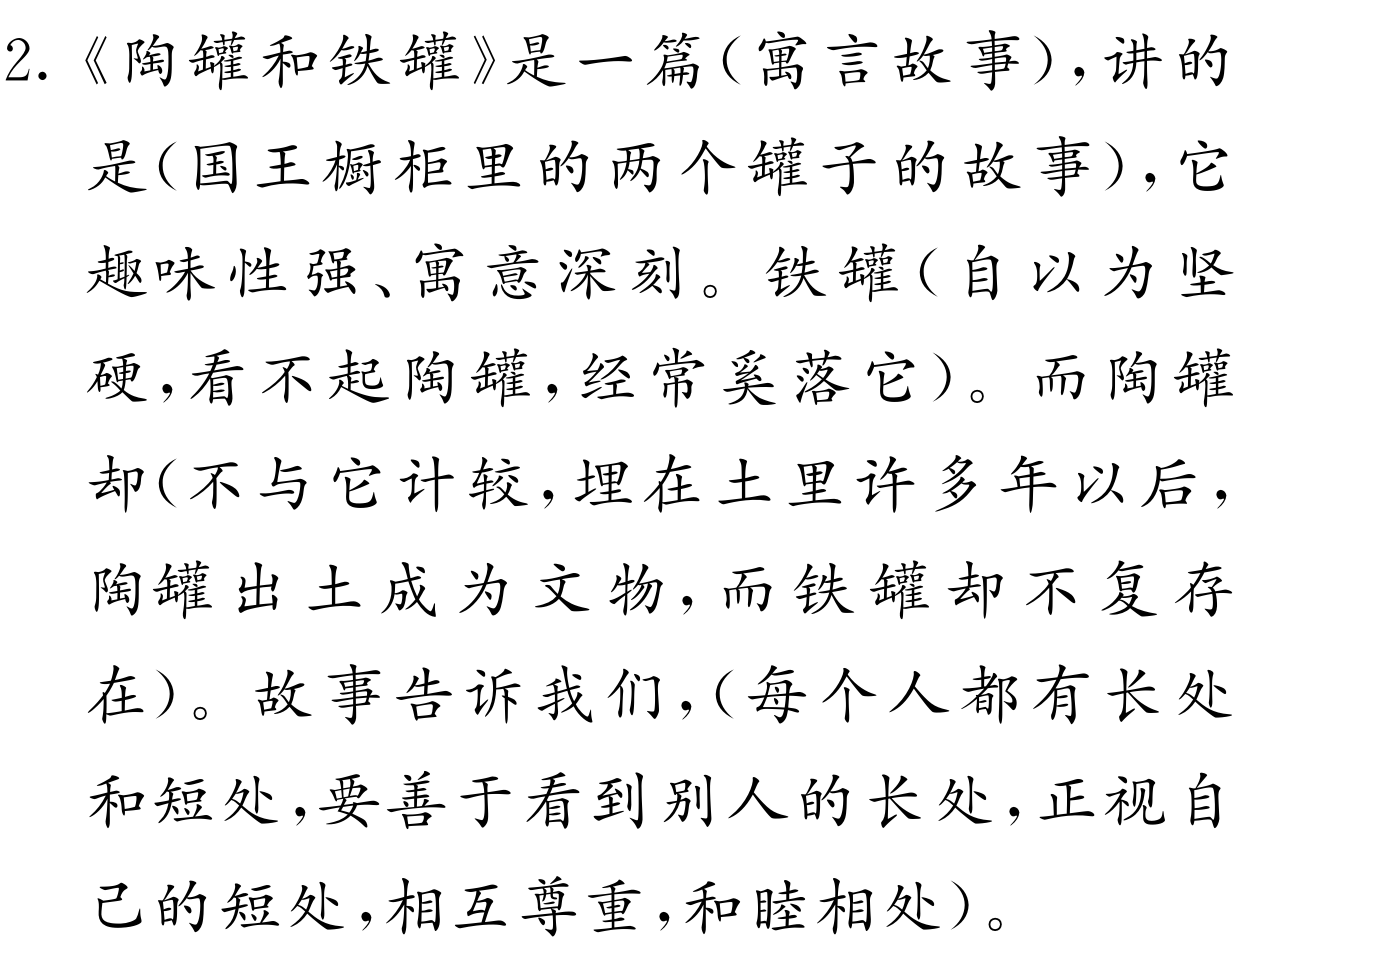 2.《陶罐和铁罐》是一篇(寓言故事),讲的
是(国王橱柜里的两个罐子的故事),它
趣味性强、寓意深刻。铁罐(自以为坚
硬,看不起陶罐,经常奚落它)。而陶罐
却(不与它计较,埋在土里许多年以后,
陶罐出土成为文物,而铁罐却不复存
在)。故事告诉我们,(每个人都有长处
和短处,要善于看到别人的长处,正视自
己的短处,相互尊重,和睦相处)。